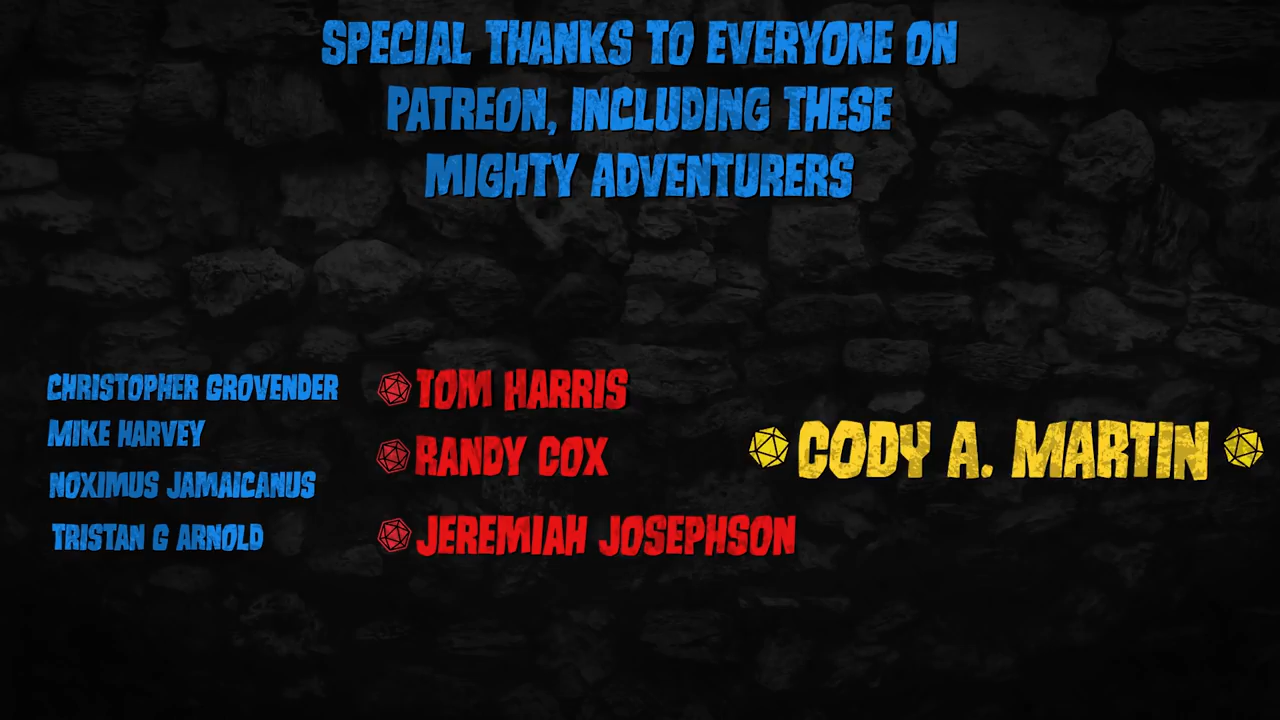 SPECIAL THANKS TO EVERYONE ON
PATREON, INCLUDING THESE
MIGHTY ADVENTURERS
CHRISTOPHER GROVENDER
MIKE HARVEY
NOXIMUS JAMAICANUS
TRISTAN G ARNOLD
TOM HARRIS
RANDY COX
JEREMIAH JOSEPHSON
CODY A. MARTIN